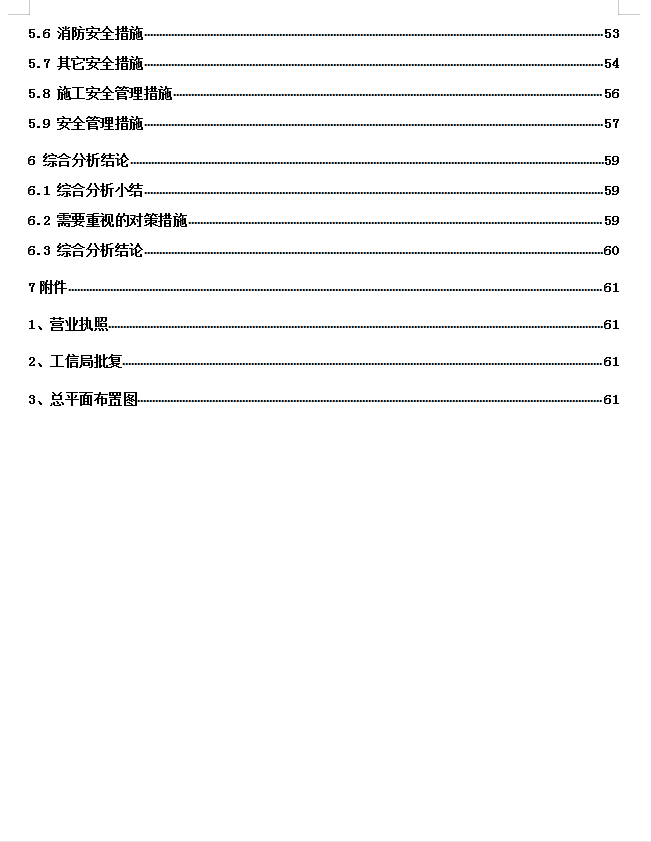 5.6 消防安全措施 53
5.7 其它安全措施 54
5.8 施工安全管理措施 56
5.9 安全管理措施 57
6 综合分析结论 59
6.1 综合分析小结 59
6.2 需要重视的对策措施 59
6.3 综合分析结论 60
7 附件 61
1、营业执照 61
2、工信局批复 61
3、总平面布置图 61